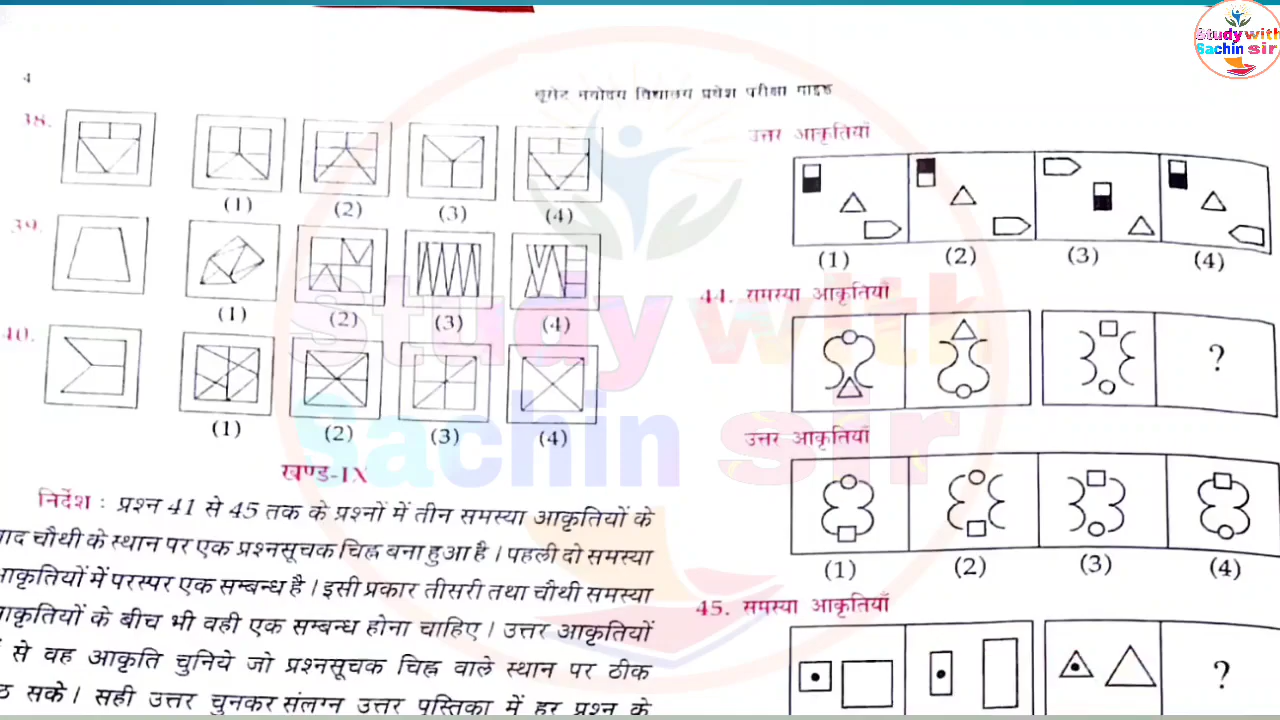 Study with
Sachin sir
4
नवोदय विद्यालय प्रवेश परीक्षा गाइड
38.
(1) (2) (3) (4)
39.
(1) (2) (3) (4)
40.
(1) (2) (3) (4)
खण्ड-IX
निर्देश : प्रश्न 41 से 45 तक के प्रश्नों में तीन समस्या आकृतियों के
बाद चौथी के स्थान पर एक प्रश्नसूचक चिह्न बना हुआ है । पहली दो समस्या
आकृतियों में परस्पर एक सम्बन्ध है । इसी प्रकार तीसरी तथा चौथी समस्या
आकृतियों के बीच भी वही एक सम्बन्ध होना चाहिए । उत्तर आकृतियों
से वह आकृति चुनिये जो प्रश्नसूचक चिह्न वाले स्थान पर ठीक
सके । सही उत्तर चुनकर संलग्न उत्तर पुस्तिका में हर प्रश्न के
उत्तर आकृतियाँ
(1) (2) (3) (4)
44. समस्या आकृतियाँ
?
उत्तर आकृतियाँ
(1) (2) (3) (4)
45. समस्या आकृतियाँ
?
Study with
Sachin sir